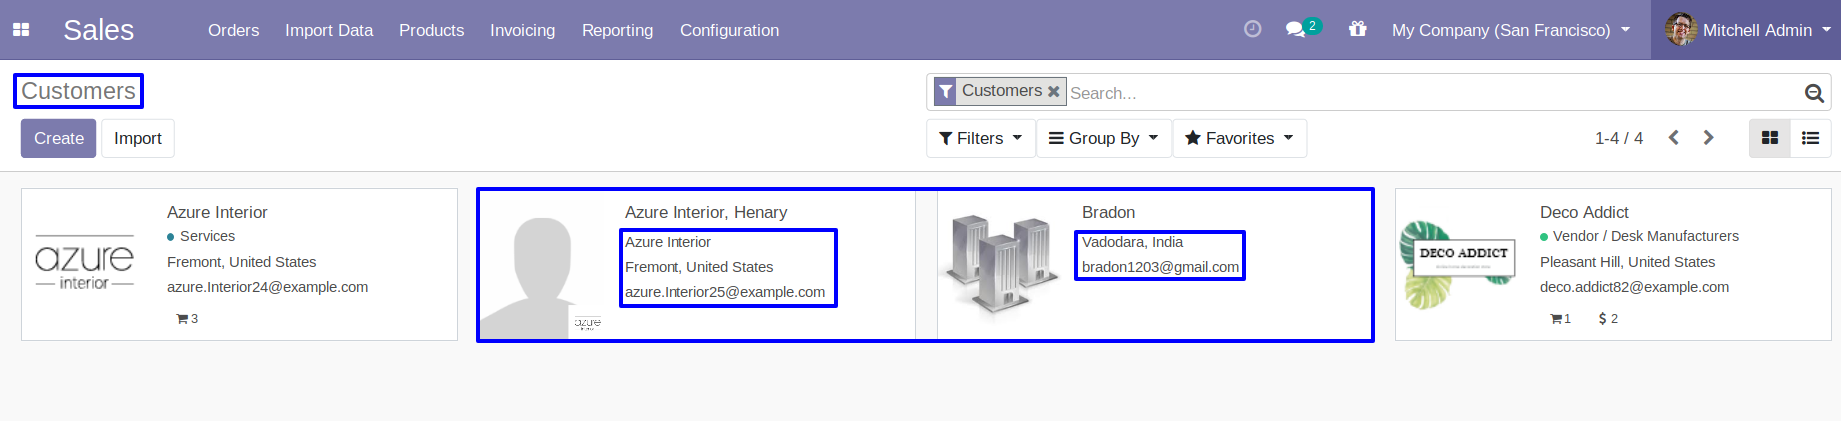 Sales Orders Import Data Products Invoicing Reporting Configuration 2 My Company (San Francisco) Mitchell Admin
Customers
Customers Search...
Create Import
Filters Group By Favorites 1-4 / 4
azure
interior
Azure Interior
Services
Fremont, United States
azure.Interior24@example.com
3
azure
Azure Interior, Henary
Azure Interior
Fremont, United States
azure.Interior25@example.com
Bradon
Vadodara, India
bradon1203@gmail.com
DECO ADDICT
Deco Addict
Vendor / Desk Manufacturers
Pleasant Hill, United States
deco.addict82@example.com
1 $ 2